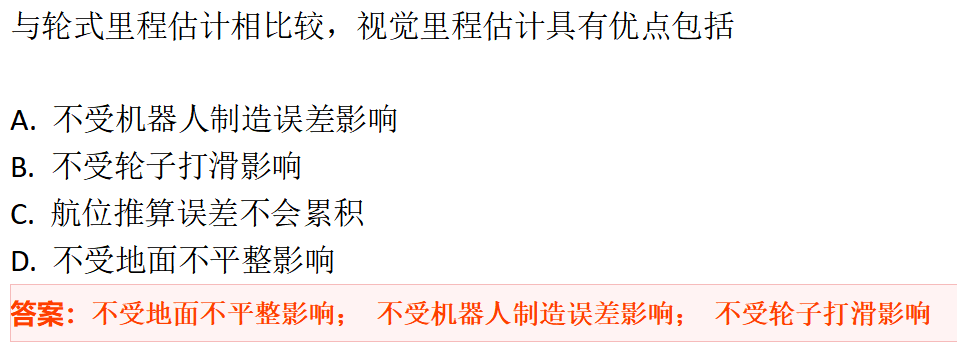 与轮式里程估计相比较，视觉里程估计具有优点包括
A. 不受机器人制造误差影响
B. 不受轮子打滑影响
C. 航位推算误差不会累积
D. 不受地面不平整影响
答案：不受地面不平整影响； 不受机器人制造误差影响； 不受轮子打滑影响